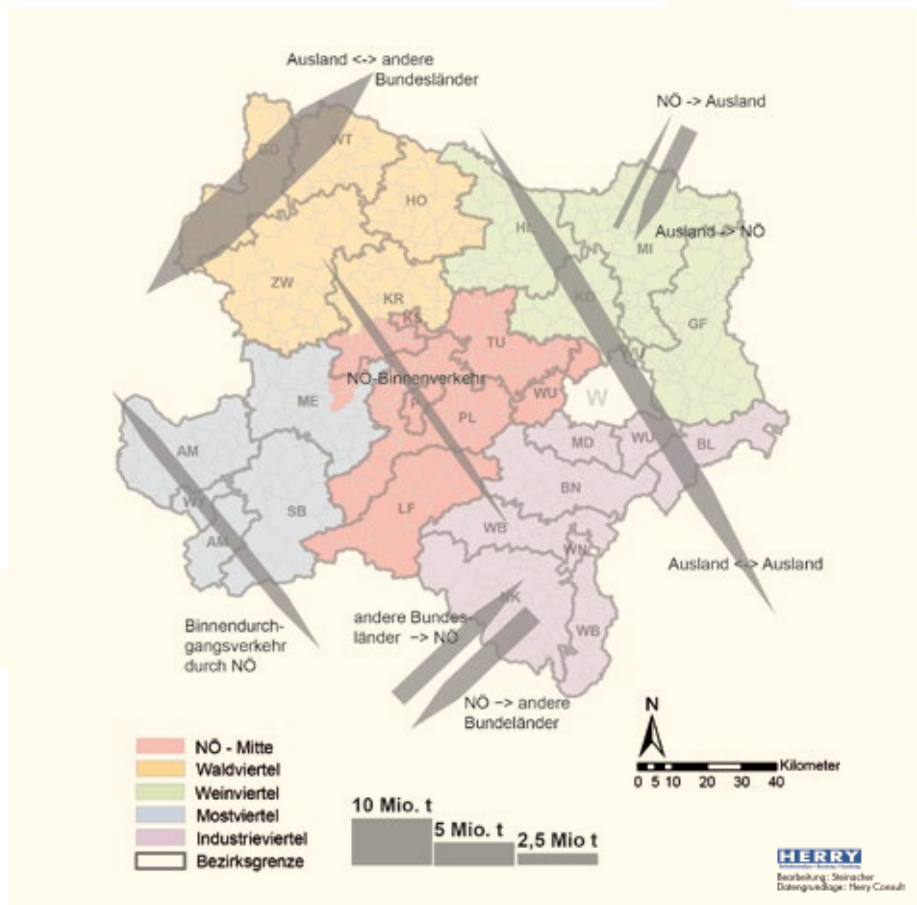 Ausland <-> andere
Bundesländer
NÖ -> Ausland
GD
WT
HO
HL
Ausland -> NÖ
MI
ZW
KR
KO
KS
GF
TU
WU
NÖ-Binnenverkehr
ME
P
PL
WU
W
AM
MD
WU
BL
WY
SB
LF
BN
AM
WB
WN
Ausland <-> Ausland
NK
andere Bundes-
länder -> NÖ
WB
Binnendurch-
gangsverkehr
durch NÖ
NÖ -> andere
Bundeländer
N
NÖ - Mitte
Waldviertel
Weinviertel
Mostviertel
Industrieviertel
Bezirksgrenze
Kilometer
0 5 10 20 30 40
10 Mio. t
5 Mio. t
2,5 Mio t
HERRY
Bearbeitung: Steinacher
Datengrundlage: Herry Consult